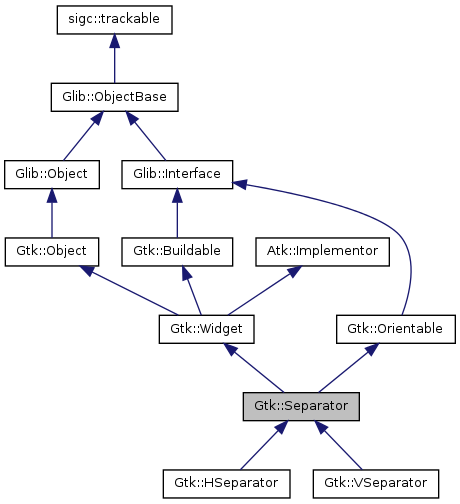 sigc::trackable
Glib::ObjectBase
Glib::Object
Glib::Interface
Gtk::Object
Gtk::Buildable
Atk::Implementor
Gtk::Widget
Gtk::Orientable
Gtk::Separator
Gtk::HSeparator
Gtk::VSeparator